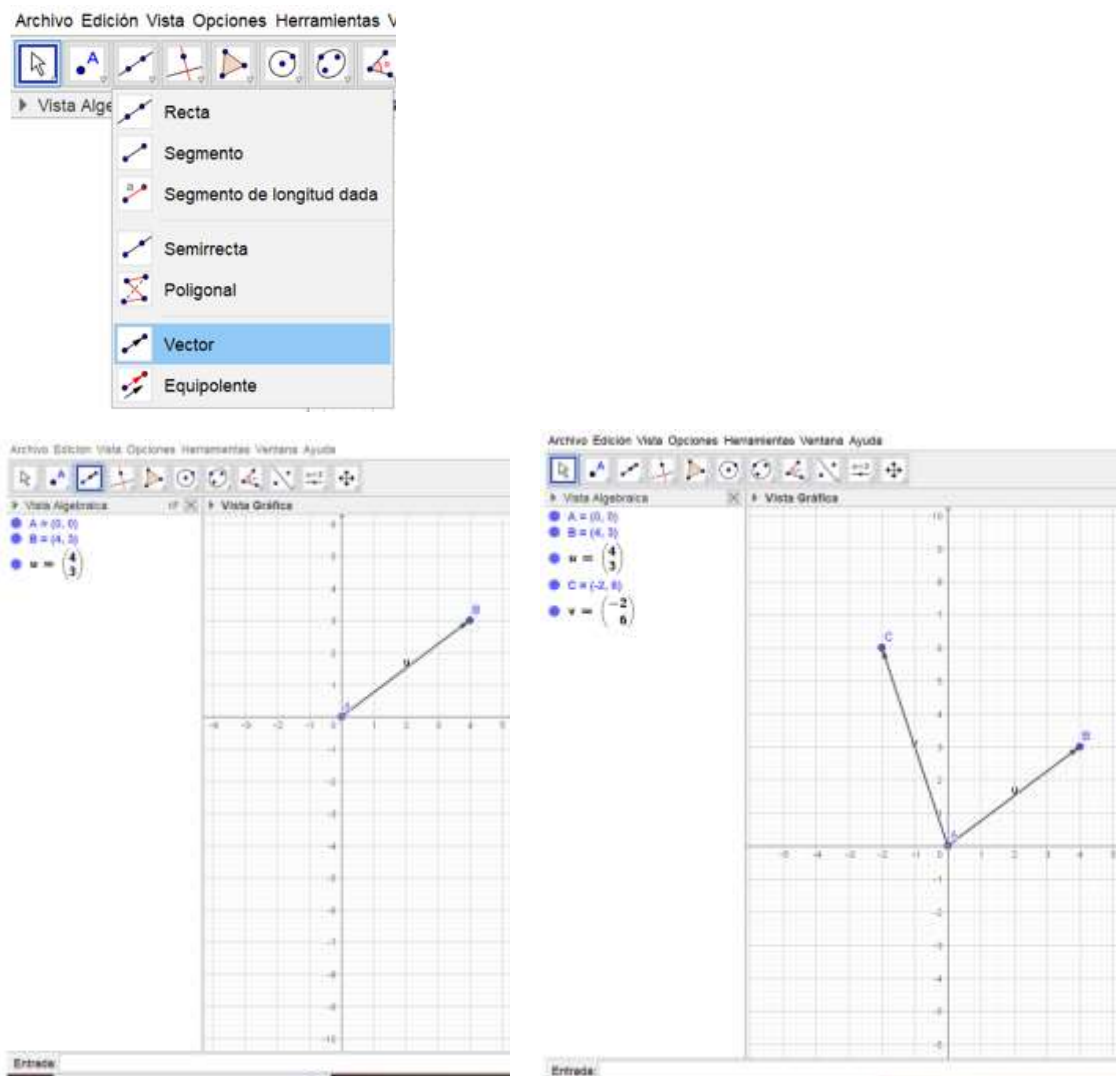 Archivo Edición Vista Opciones Herramientas V
A
Vista Alge
Recta
Segmento
a
Segmento de longitud dada
Semirrecta
Poligonal
Vector
Equipolente
Archivo Edición Vista Opciones Herramientas Ventana Ayuda
Vista Algebraica
Vista Gráfica
A = (0, 0)
B = (4, 3)
u = (4
3)
B
u
A
Entrada:
Archivo Edición Vista Opciones Herramientas Ventana Ayuda
Vista Algebraica
Vista Gráfica
A = (0, 0)
B = (4, 3)
u = (4
3)
C = (-2, 6)
v = (-2
6)
C
B
u
A
Entrada: